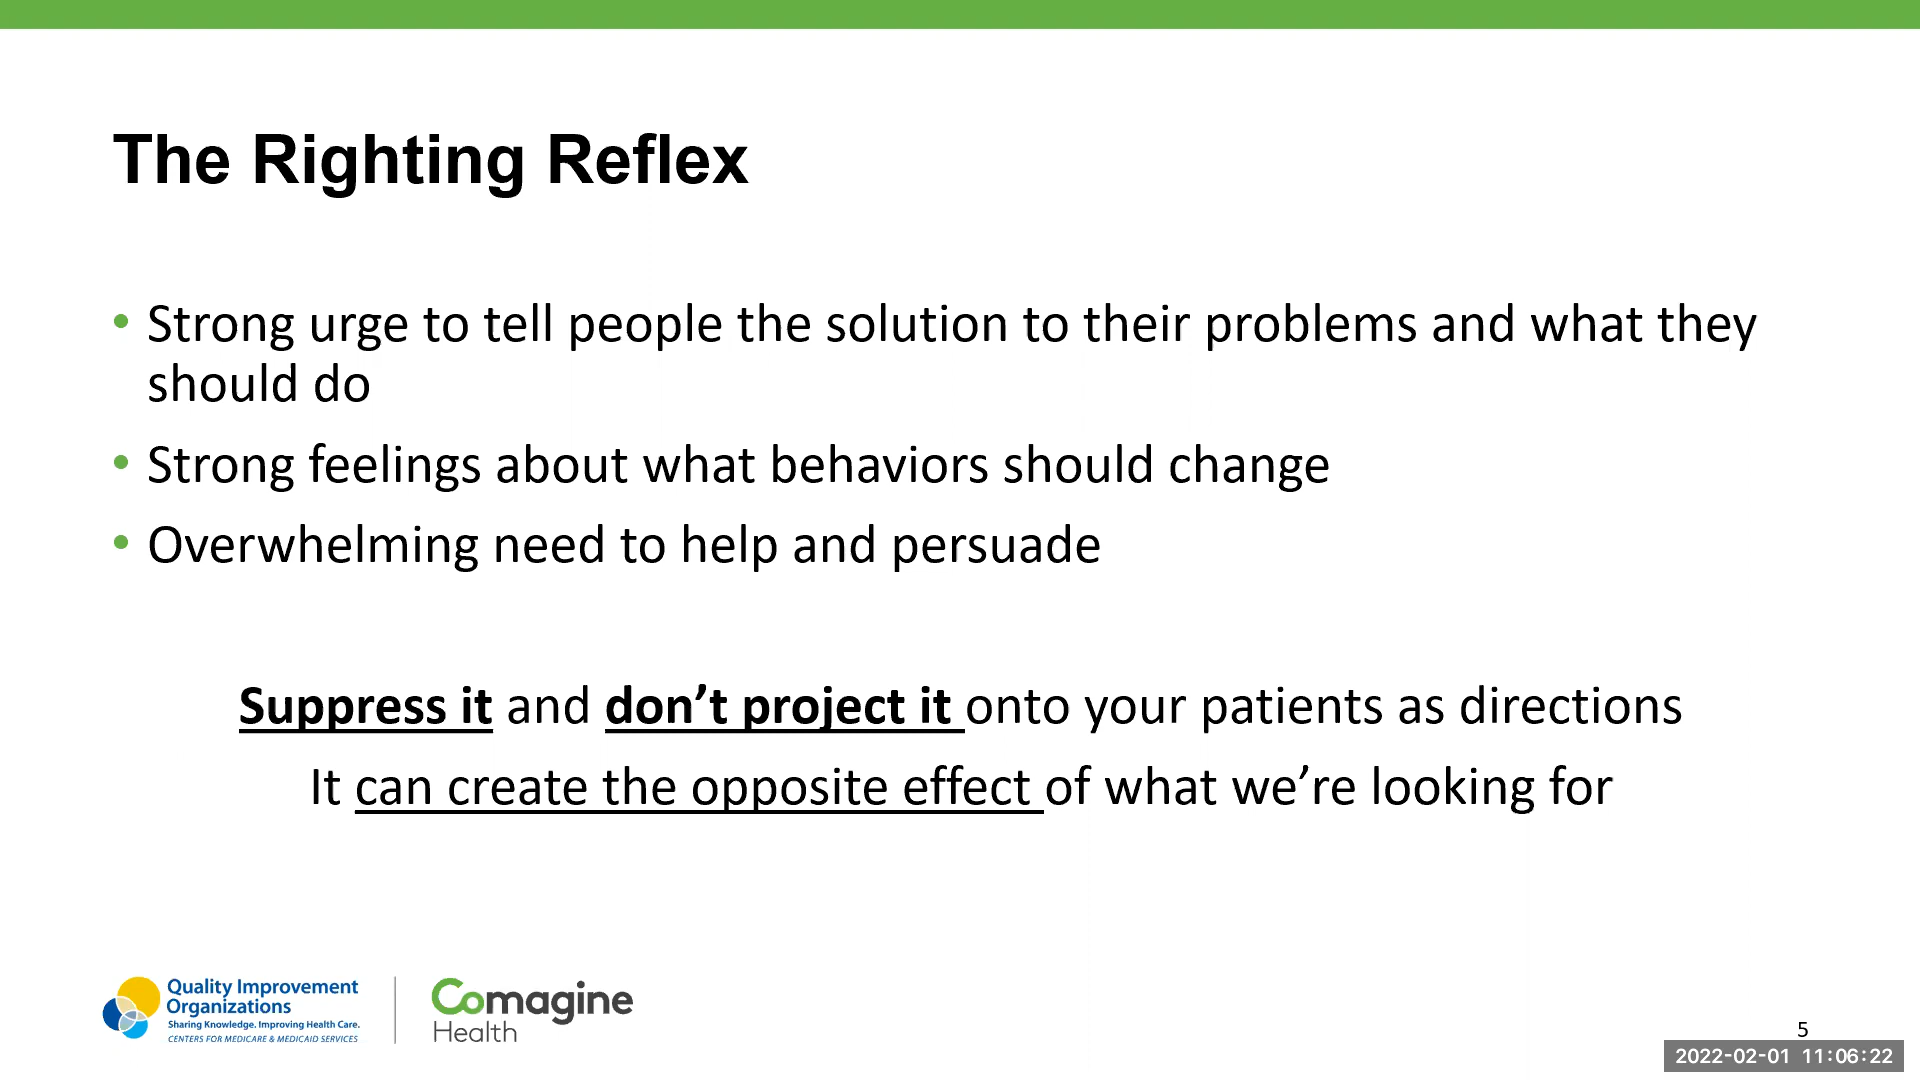 The Righting Reflex
• Strong urge to tell people the solution to their problems and what they
should do
• Strong feelings about what behaviors should change
• Overwhelming need to help and persuade
Suppress it and don’t project it onto your patients as directions
It can create the opposite effect of what we’re looking for
Quality Improvement
Organizations
Sharing Knowledge. Improving Health Care.
CENTERS FOR MEDICARE & MEDICAID SERVICES
Comagine
Health
5
2022-02-01 11:06:22